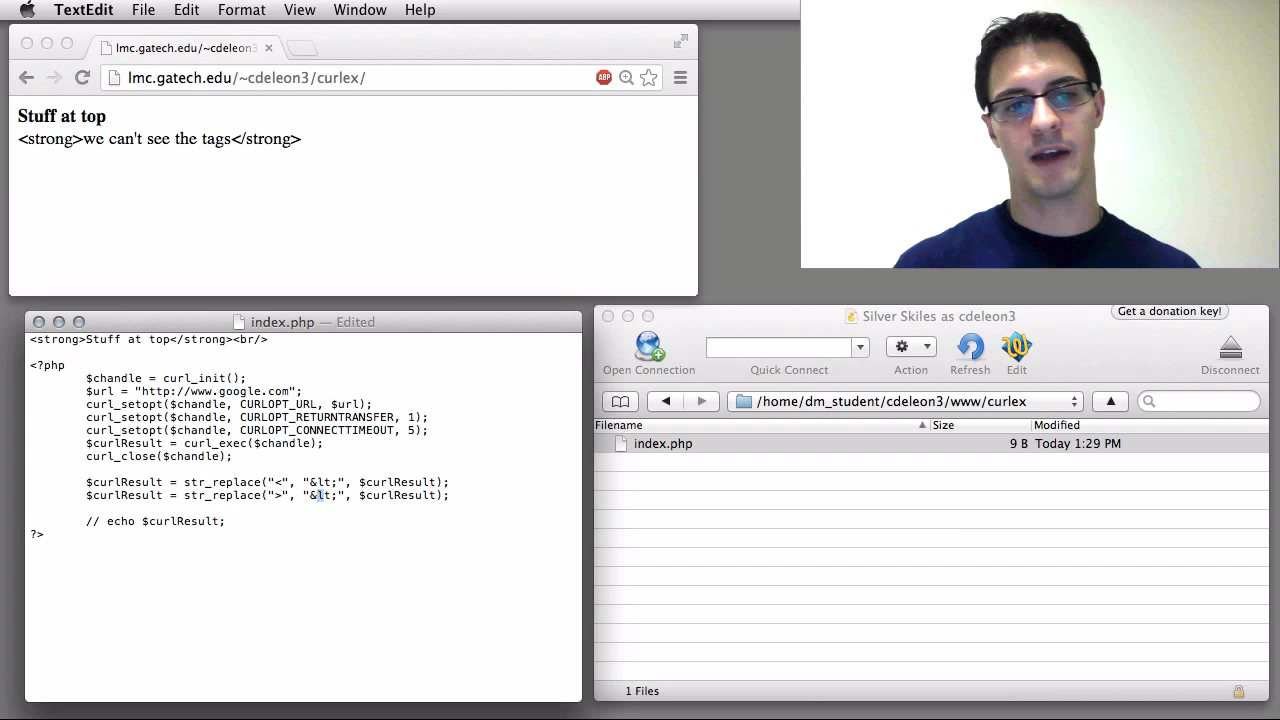 TextEdit File Edit Format View Window Help
lmc.gatech.edu/~cdeleon3
lmc.gatech.edu/~cdeleon3/curlex/
ABP
Stuff at top
<strong>we can't see the tags</strong>
index.php — Edited
<strong>Stuff at top</strong><br/>
<?php
$chandle = curl_init();
$url = "http://www.google.com";
curl_setopt($chandle, CURLOPT_URL, $url);
curl_setopt($chandle, CURLOPT_RETURNTRANSFER, 1);
curl_setopt($chandle, CURLOPT_CONNECTTIMEOUT, 5);
$curlResult = curl_exec($chandle);
curl_close($chandle);
$curlResult = str_replace("<", "&lt;", $curlResult);
$curlResult = str_replace(">", "&lt;", $curlResult);
// echo $curlResult;
?>
Silver Skiles as cdeleon3
Get a donation key!
Open Connection Quick Connect Action Refresh Edit Disconnect
/home/dm_student/cdeleon3/www/curlex
Filename Size Modified
index.php 9 B Today 1:29 PM
1 Files